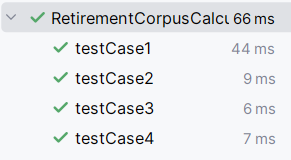 RetirementCorpusCalcu 66 ms
testCase1 44 ms
testCase2 9 ms
testCase3 6 ms
testCase4 7 ms